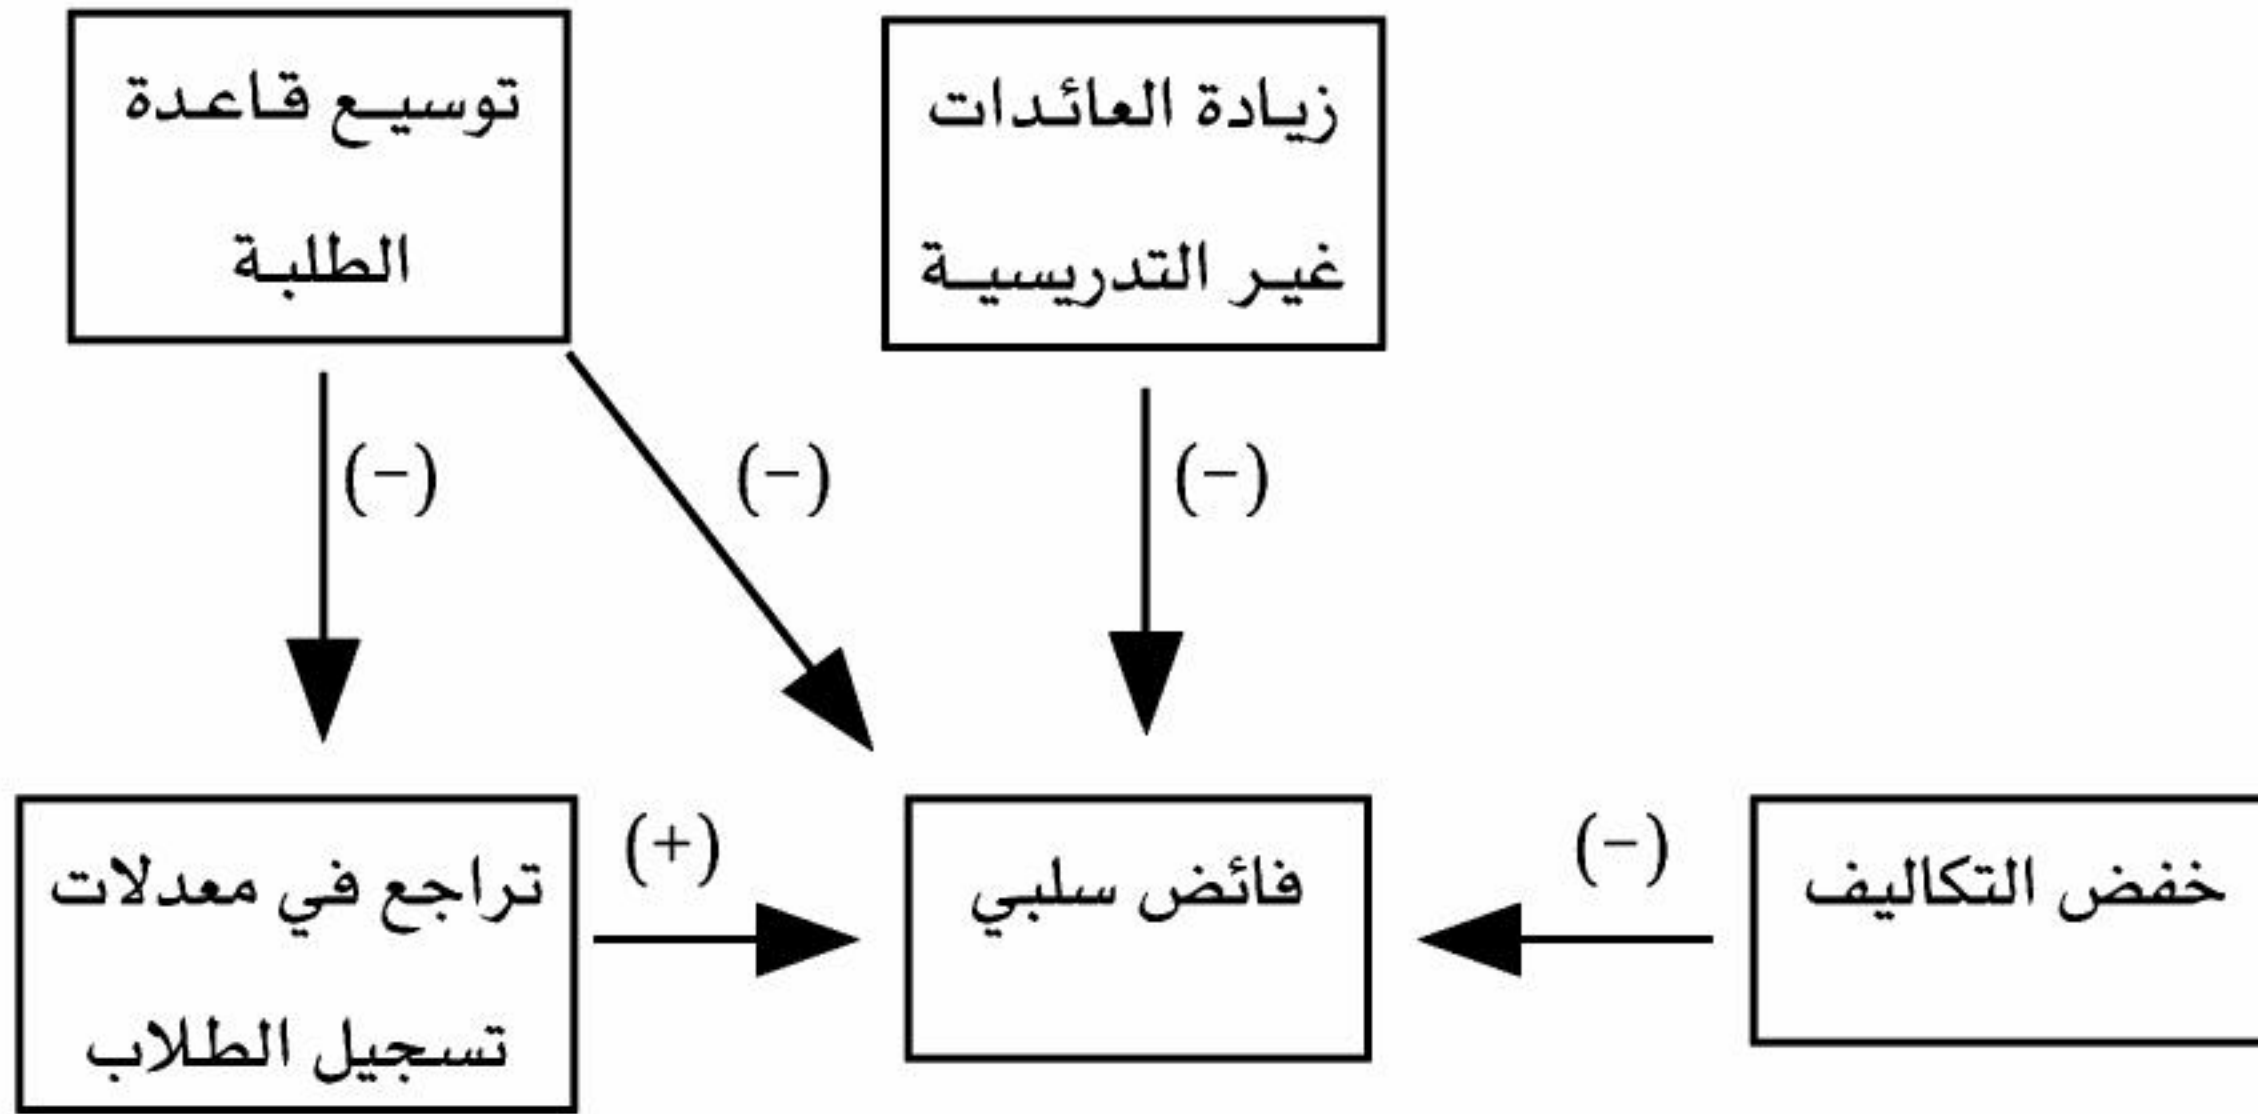 توسيع قاعدة
الطلبة
زيادة العائدات
غير التدريسية
(-)
(-)
(-)
تراجع في معدلات
تسجيل الطلاب
(+)
فائض سلبي
(-)
خفض التكاليف